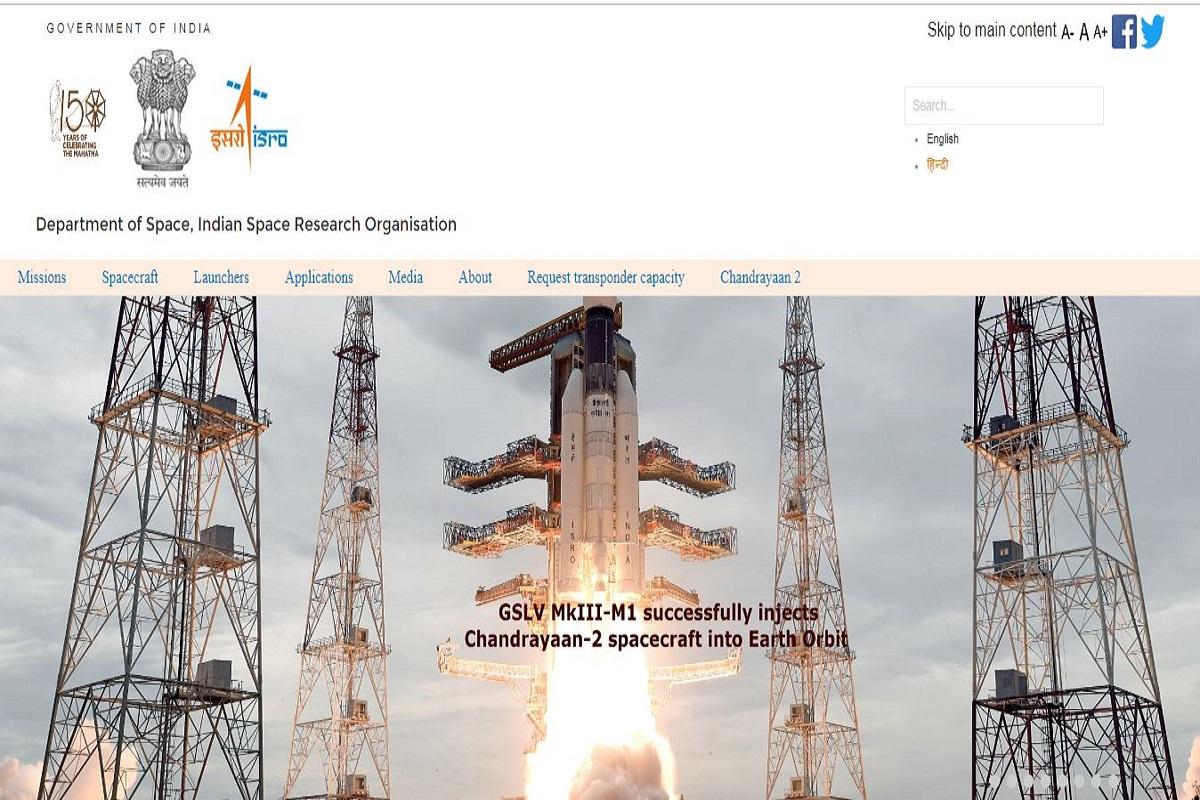 GOVERNMENT OF INDIA
Skip to main content A- A A+
150
YEARS OF
CELEBRATING
THE MAHATMA
सत्यमेव जयते
इसरो isro
Search...
English
हिन्दी
Department of Space, Indian Space Research Organisation
Missions Spacecraft Launchers Applications Media About Request transponder capacity Chandrayaan 2
ISRO
INDIA
GSLV MkIII-M1 successfully injects
Chandrayaan-2 spacecraft into Earth Orbit